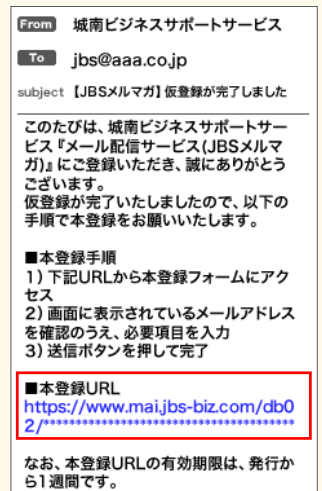 From 城南ビジネスサポートサービス
To jbs@aaa.co.jp
subject 【JBSメルマガ】仮登録が完了しました
このたびは、城南ビジネスサポートサー
ビス『メール配信サービス(JBSメルマ
ガ)』にご登録いただき、誠にありがとう
ございます。
仮登録が完了いたしましたので、以下の
手順で本登録をお願いいたします。
■本登録手順
1)下記URLから本登録フォームにアク
セス
2)画面に表示されているメールアドレス
を確認のうえ、必要項目を入力
3)送信ボタンを押して完了
■本登録URL
https://www.mai.jbs-biz.com/db0
2/**************************************
なお、本登録URLの有効期限は、発行か
ら1週間です。